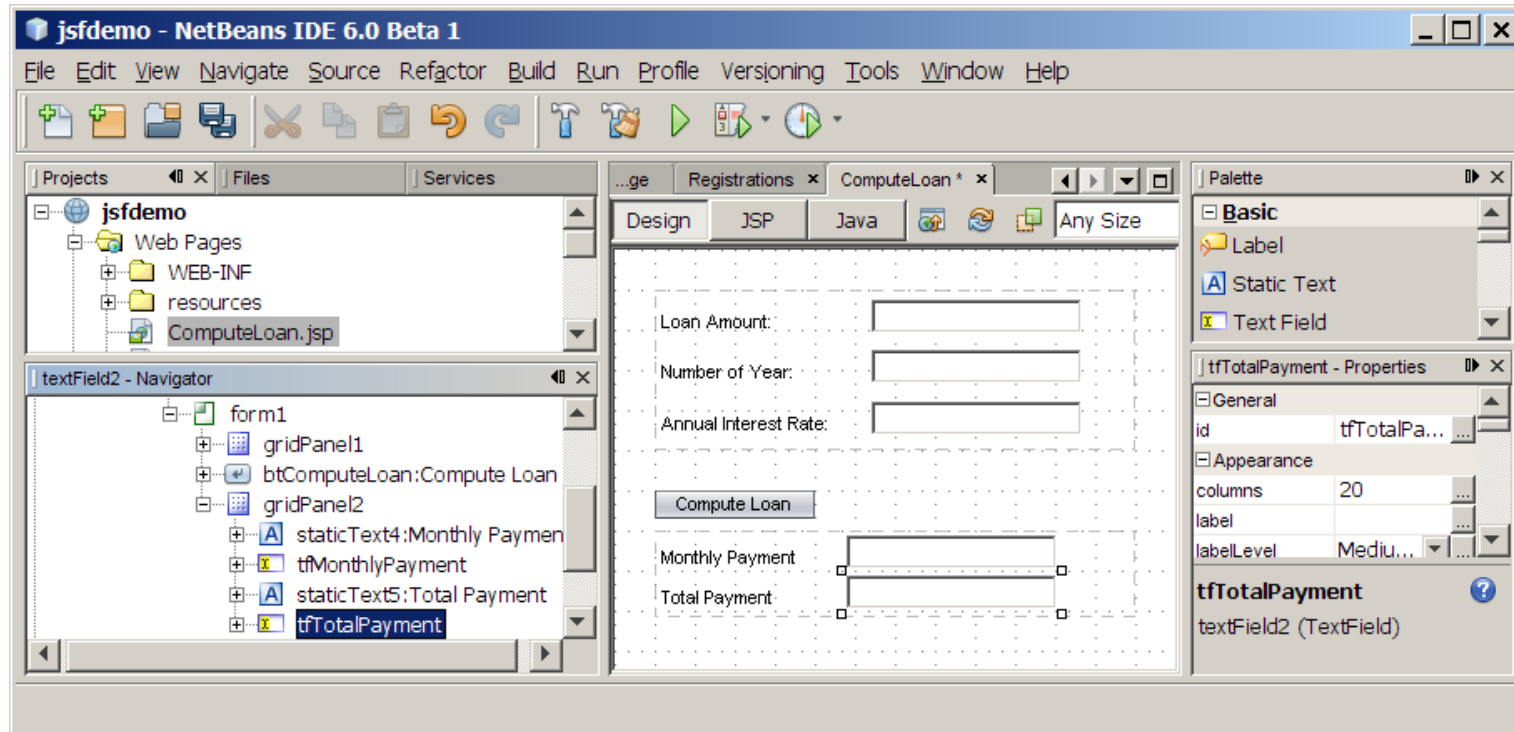 jsfdemo - NetBeans IDE 6.0 Beta 1
File Edit View Navigate Source Refactor Build Run Profile Versioning Tools Window Help
Projects Files Services
jsfdemo
Web Pages
WEB-INF
resources
ComputeLoan.jsp
textField2 - Navigator
form1
gridPanel1
btComputeLoan:Compute Loan
gridPanel2
staticText4:Monthly Paymen
tfMonthlyPayment
staticText5:Total Payment
tfTotalPayment
...ge Registrations ComputeLoan *
Design JSP Java Any Size
Loan Amount:
Number of Year:
Annual Interest Rate:
Compute Loan
Monthly Payment
Total Payment
Palette
Basic
Label
Static Text
Text Field
tfTotalPayment - Properties
General
id tfTotalPa... ...
Appearance
columns 20 ...
label ...
labelLevel Mediu... ...
tfTotalPayment
textField2 (TextField)